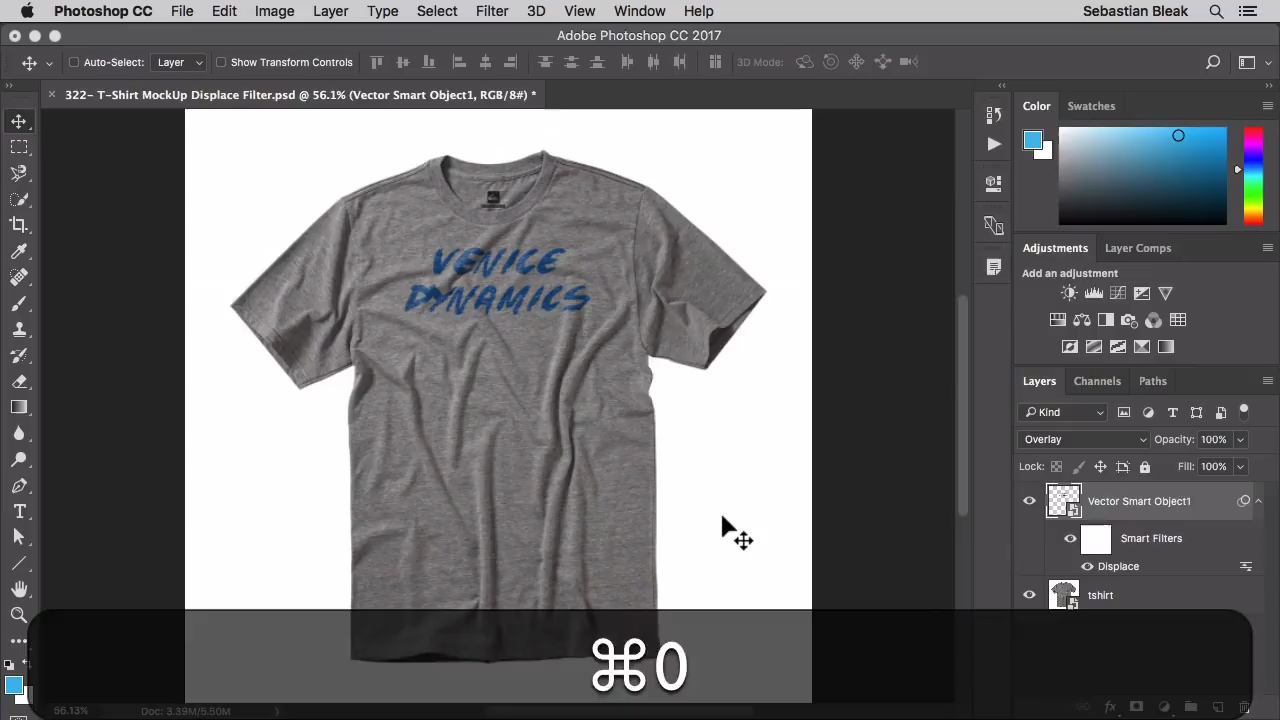 Photoshop CC File Edit Image Layer Type Select Filter 3D View Window Help Sebastian Bleak
Adobe Photoshop CC 2017
Auto-Select: Layer Show Transform Controls 3D Mode:
× 322- T-Shirt MockUp Displace Filter.psd @ 56.1% (Vector Smart Object1, RGB/8#) *
Color Swatches
VENICE
DYNAMICS
Adjustments Layer Comps
Add an adjustment
Layers Channels Paths
Kind
Overlay Opacity: 100%
Lock: Fill: 100%
Vector Smart Object1
Smart Filters
Displace
tshirt
⌘0
56.13% Doc: 3.39M/5.50M